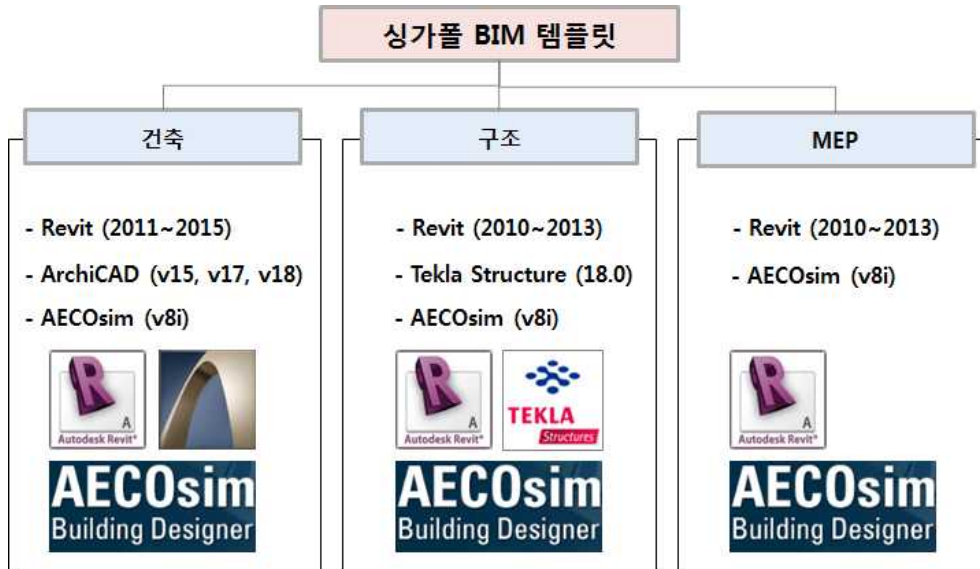 싱가폴 BIM 템플릿
건축
- Revit (2011~2015)
- ArchiCAD (v15, v17, v18)
- AECOsim (v8i)
R
A
Autodesk Revit®
AECOsim
Building Designer
구조
- Revit (2010~2013)
- Tekla Structure (18.0)
- AECOsim (v8i)
R
A
Autodesk Revit®
TEKLA
Structures
AECOsim
Building Designer
MEP
- Revit (2010~2013)
- AECOsim (v8i)
R
A
Autodesk Revit®
AECOsim
Building Designer